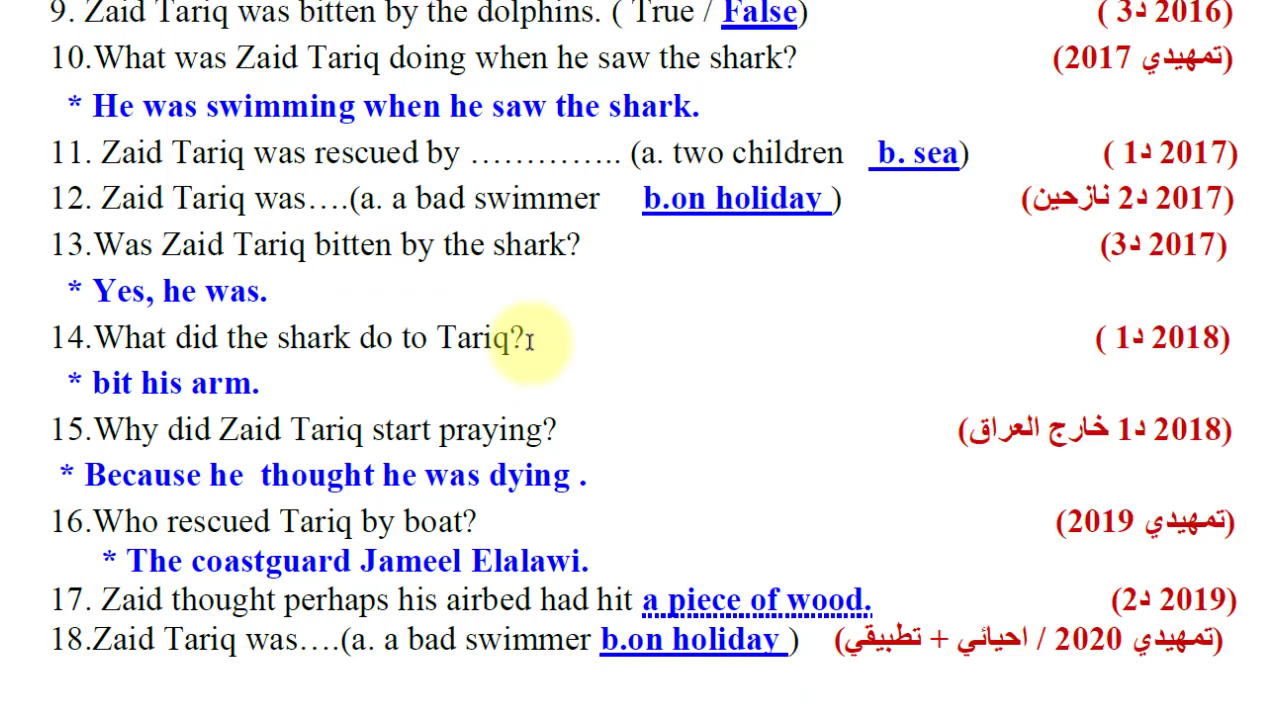 9. Zaid Tariq was bitten by the dolphins. ( True / False) (2016 د3 )
10.What was Zaid Tariq doing when he saw the shark? (تمهيدي 2017)
* He was swimming when he saw the shark.
11. Zaid Tariq was rescued by ………….. (a. two children b. sea) (2017 د1 )
12. Zaid Tariq was….(a. a bad swimmer b.on holiday ) (2017 د2 نازحين)
13.Was Zaid Tariq bitten by the shark? (2017 د3)
* Yes, he was.
14.What did the shark do to Tariq? (2018 د1 )
* bit his arm.
15.Why did Zaid Tariq start praying? (2018 د1 خارج العراق)
* Because he thought he was dying .
16.Who rescued Tariq by boat? (تمهيدي 2019)
* The coastguard Jameel Elalawi.
17. Zaid thought perhaps his airbed had hit a piece of wood. (2019 د2)
18.Zaid Tariq was….(a. a bad swimmer b.on holiday ) (تمهيدي 2020 / احيائي + تطبيقي)